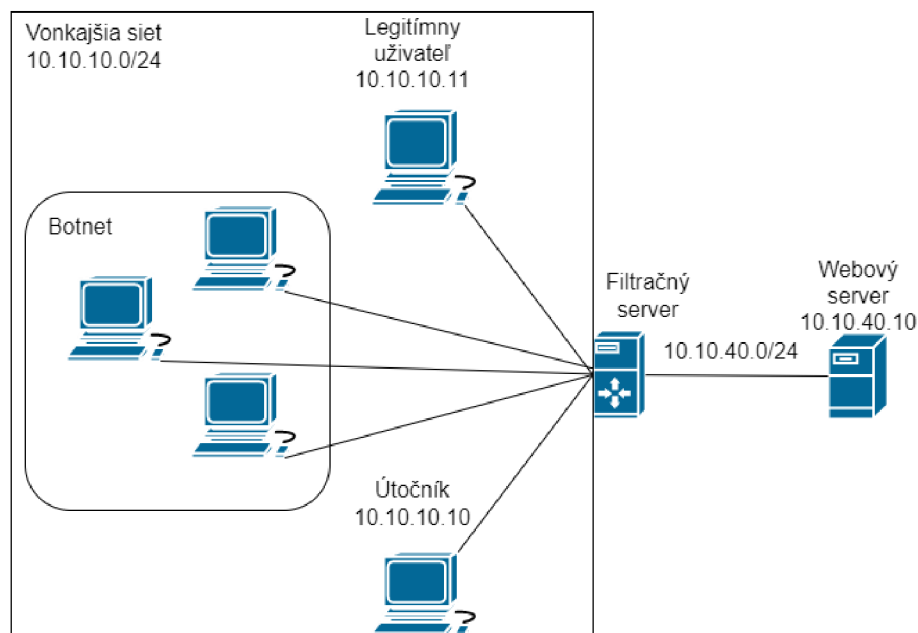 Vonkajšia siet
10.10.10.0/24
Legitímny
uživateľ
10.10.10.11
Botnet
Filtračný
server
Webový
server
10.10.40.10
10.10.40.0/24
Útočník
10.10.10.10